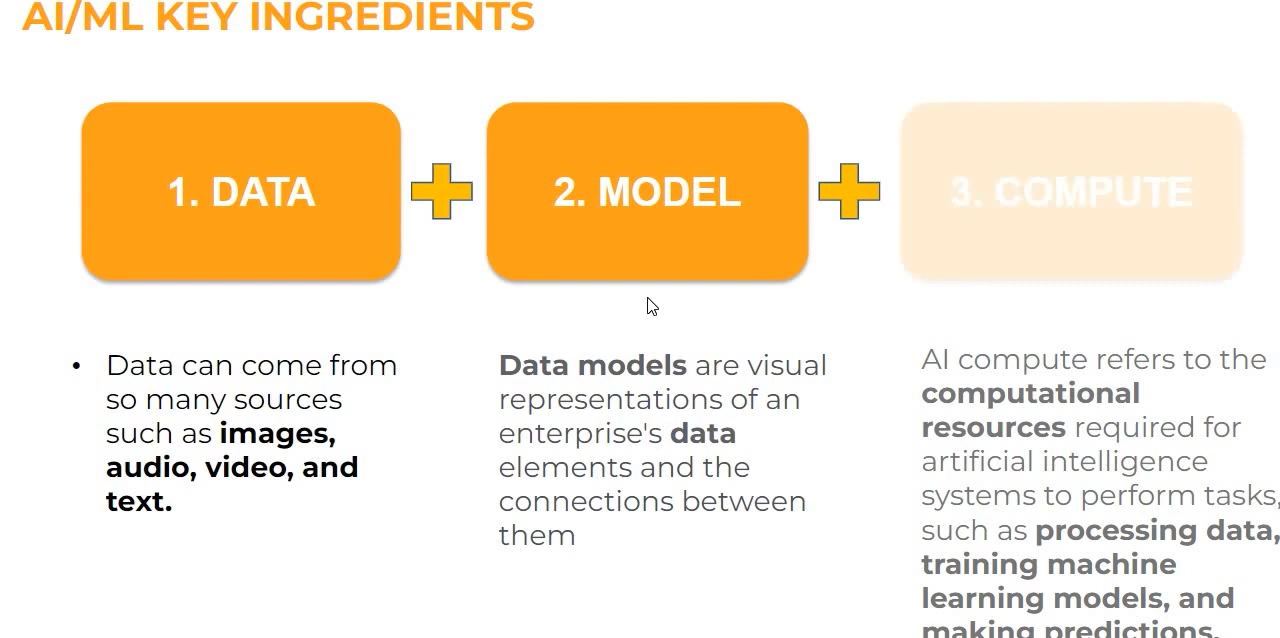 AI/ML KEY INGREDIENTS
1. DATA
2. MODEL
3. COMPUTE
• Data can come from
so many sources
such as images,
audio, video, and
text.
Data models are visual
representations of an
enterprise's data
elements and the
connections between
them
AI compute refers to the
computational
resources required for
artificial intelligence
systems to perform tasks,
such as processing data,
training machine
learning models, and
making predictions.